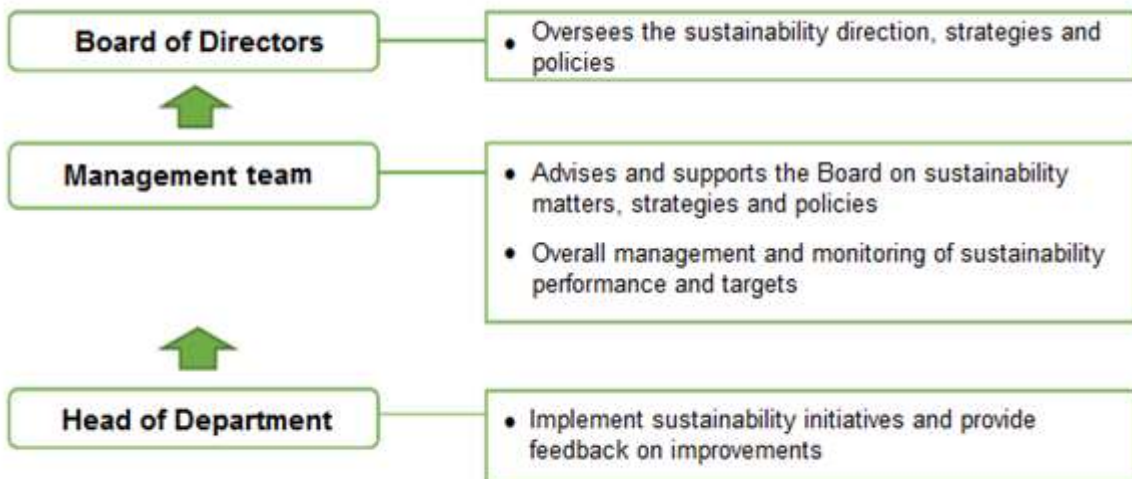 Board of Directors
• Oversees the sustainability direction, strategies and
policies
Management team
• Advises and supports the Board on sustainability
matters, strategies and policies
• Overall management and monitoring of sustainability
performance and targets
Head of Department
• Implement sustainability initiatives and provide
feedback on improvements